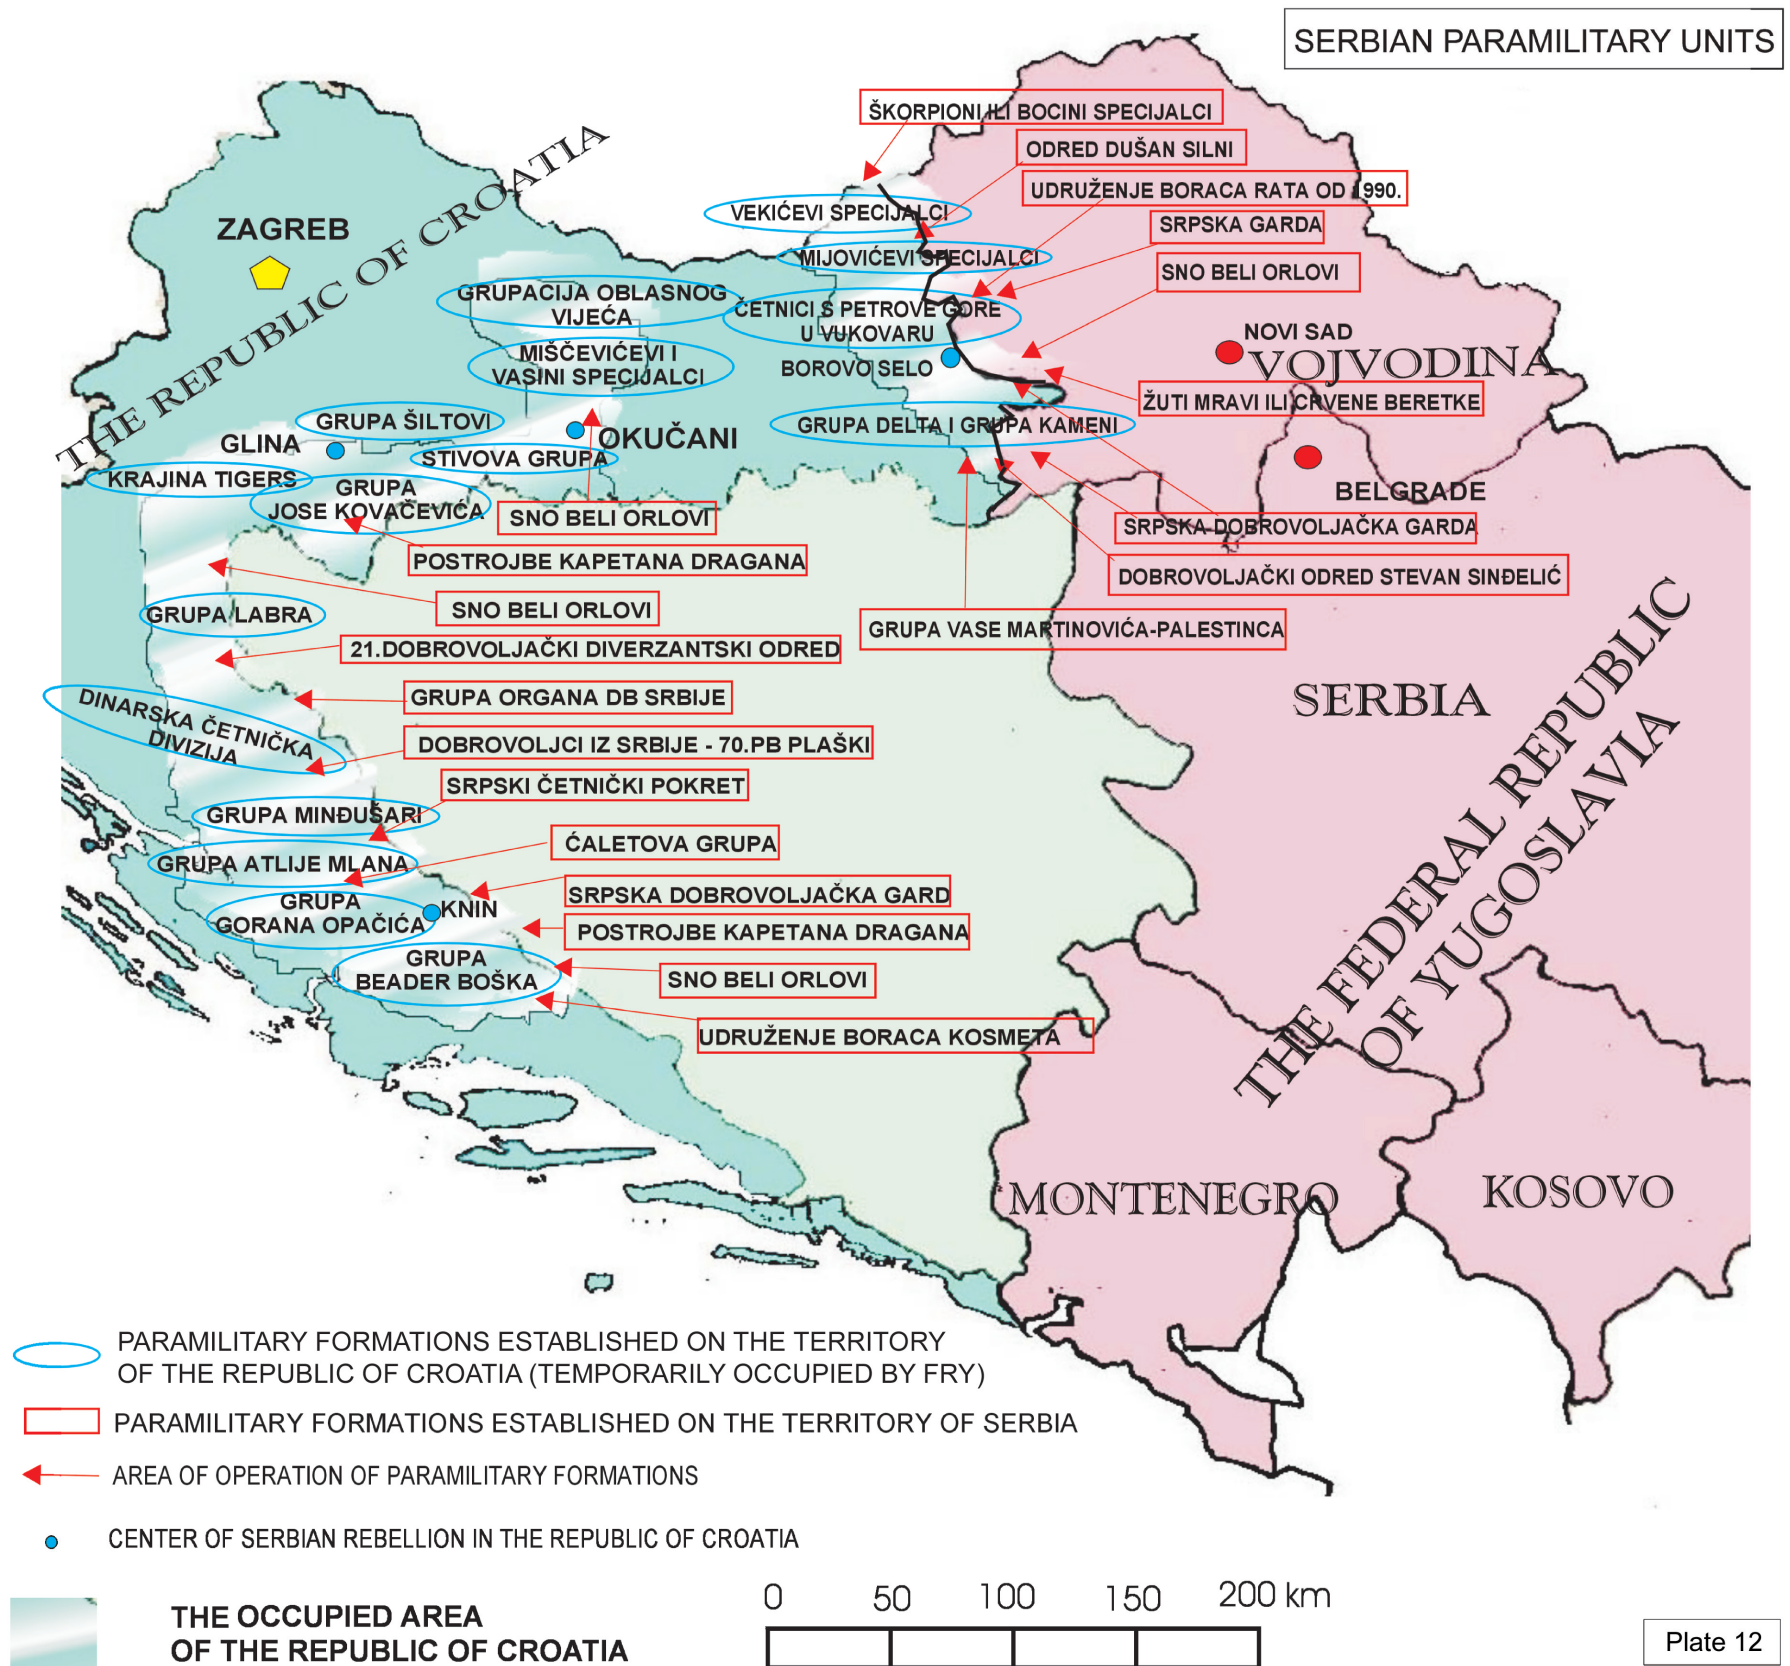 SERBIAN PARAMILITARY UNITS
ŠKORPIONI ILI BOCINI SPECIJALCI
ODRED DUŠAN SILNI
UDRUŽENJE BORACA RATA OD 1990.
VEKIĆEVI SPECIJALCI
SRPSKA GARDA
ZAGREB
THE REPUBLIC OF CROATIA
MIJOVIĆEVI SPECIJALCI
SNO BELI ORLOVI
GRUPACIJA OBLASNOG
VIJEĆA
ČETNICI S PETROVE GORE
U VUKOVARU
NOVI SAD
VOJVODINA
MIŠČEVIĆEVI I
VASINI SPECIJALCI
BOROVO SELO
ŽUTI MRAVI ILI CRVENE BERETKE
GRUPA ŠILTOVI
GRUPA DELTA I GRUPA KAMENI
GLINA
OKUČANI
STIVOVA GRUPA
KRAJINA TIGERS
GRUPA
JOSE KOVAČEVIĆA
BELGRADE
SNO BELI ORLOVI
SRPSKA DOBROVOLJAČKA GARDA
POSTROJBE KAPETANA DRAGANA
DOBROVOLJAČKI ODRED STEVAN SINĐELIĆ
SNO BELI ORLOVI
GRUPA LABRA
GRUPA VASE MARTINOVIĆA-PALESTINCA
21.DOBROVOLJAČKI DIVERZANTSKI ODRED
GRUPA ORGANA DB SRBIJE
SERBIA
DINARSKA ČETNIČKA
DIVIZIJA
DOBROVOLJCI IZ SRBIJE - 70.PB PLAŠKI
SRPSKI ČETNIČKI POKRET
GRUPA MINĐUŠARI
ĆALETOVA GRUPA
GRUPA ATLIJE MLANA
SRPSKA DOBROVOLJAČKA GARD
GRUPA
GORANA OPAČIĆA
KNIN
POSTROJBE KAPETANA DRAGANA
GRUPA
BEADER BOŠKA
SNO BELI ORLOVI
UDRUŽENJE BORACA KOSMETA
THE FEDERAL REPUBLIC
OF YUGOSLAVIA
MONTENEGRO
KOSOVO
PARAMILITARY FORMATIONS ESTABLISHED ON THE TERRITORY
OF THE REPUBLIC OF CROATIA (TEMPORARILY OCCUPIED BY FRY)
PARAMILITARY FORMATIONS ESTABLISHED ON THE TERRITORY OF SERBIA
AREA OF OPERATION OF PARAMILITARY FORMATIONS
CENTER OF SERBIAN REBELLION IN THE REPUBLIC OF CROATIA
THE OCCUPIED AREA
OF THE REPUBLIC OF CROATIA
0 50 100 150 200 km
Plate 12